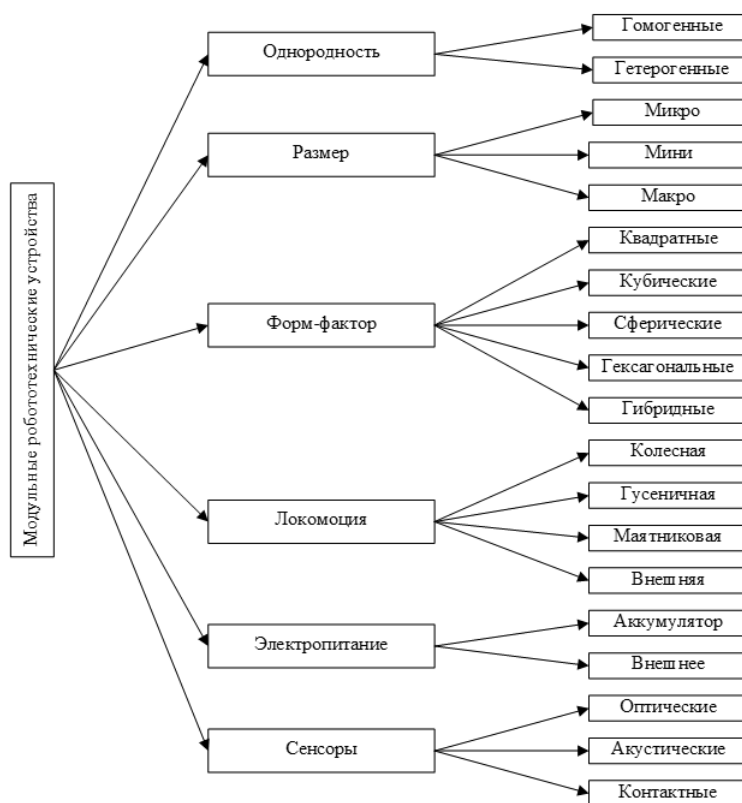 Модульные робототехнические устройства
Однородность
Гомогенные
Гетерогенные
Размер
Микро
Мини
Макро
Форм-фактор
Квадратные
Кубические
Сферические
Гексагональные
Гибридные
Локомоция
Колесная
Гусеничная
Маятниковая
Внешняя
Электропитание
Аккумулятор
Внешнее
Сенсоры
Оптические
Акустические
Контактные